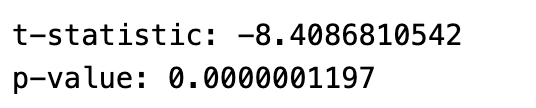 t-statistic: -8.4086810542
p-value: 0.0000001197